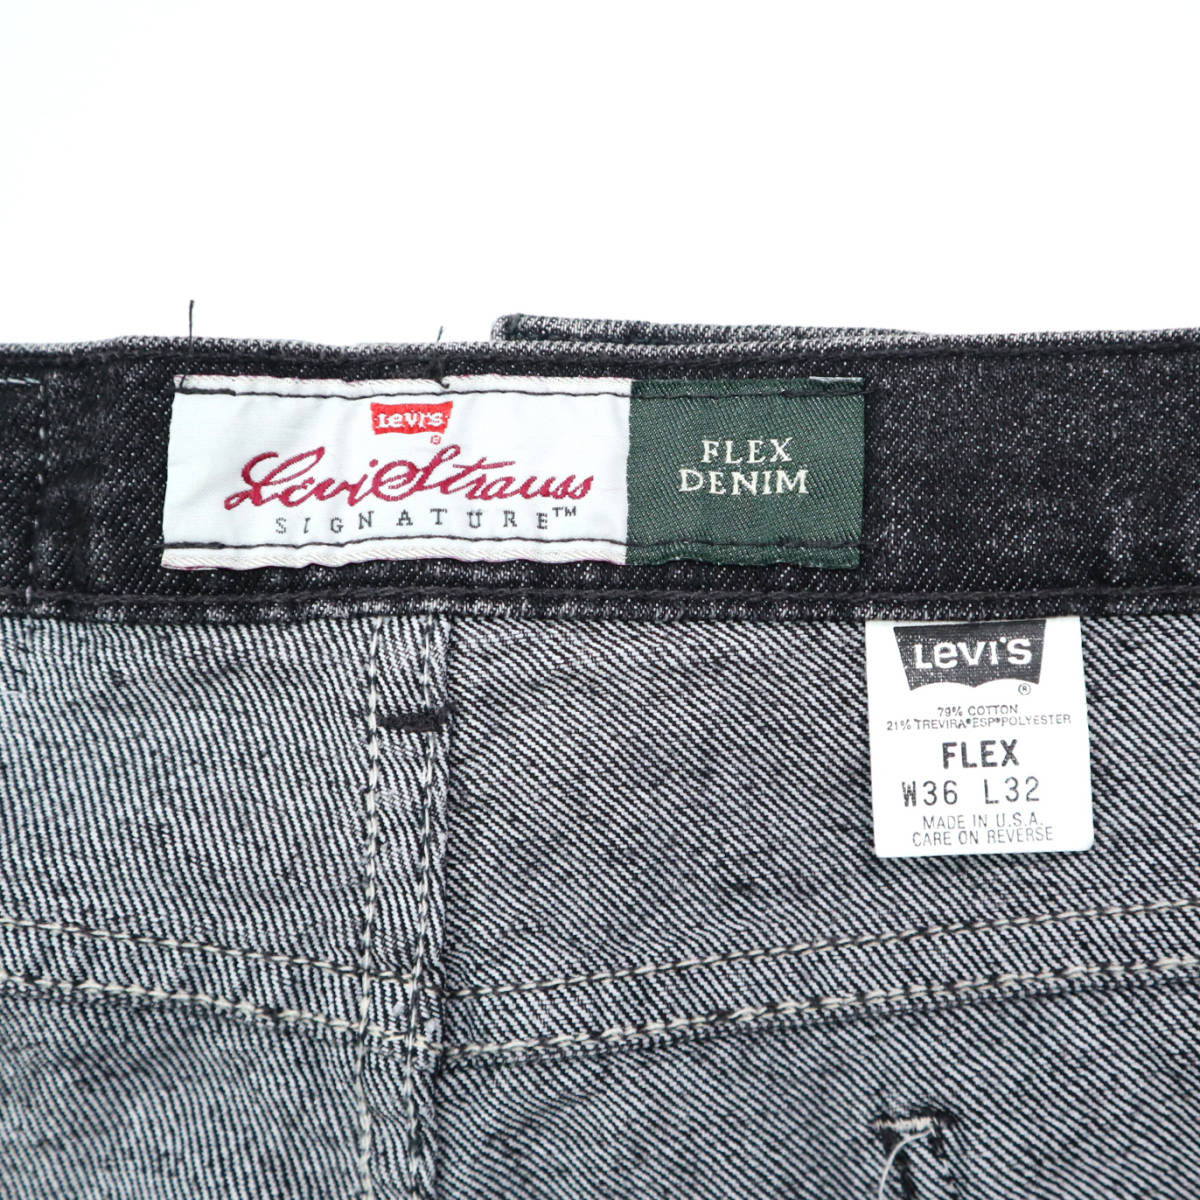 Levi's
®
Levi Strauss
SIGNATURE™
FLEX
DENIM
Levi's
®
79% COTTON
21% TREVIRA®ESP®POLYESTER
FLEX
W36 L32
MADE IN U.S.A.
CARE ON REVERSE